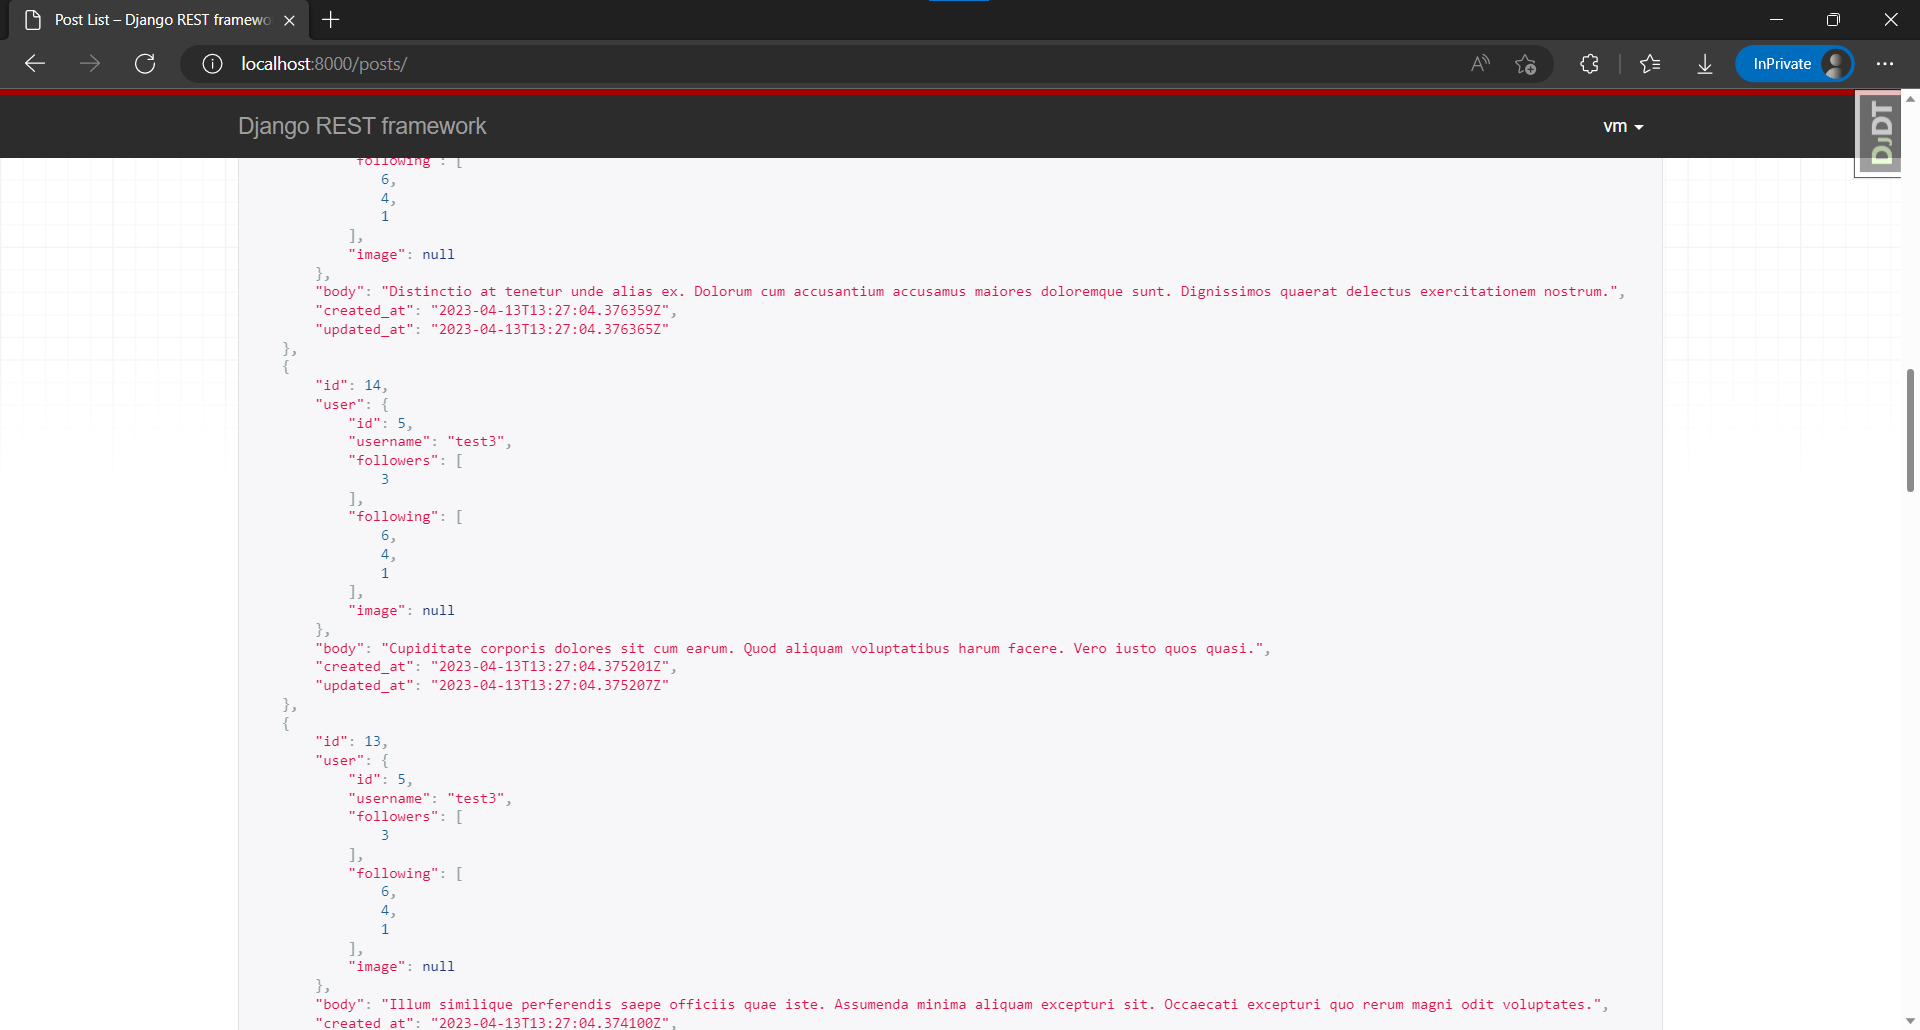 Post List – Django REST framewo
localhost:8000/posts/
InPrivate
Django REST framework
vm
DJDT
"following": [
6,
4,
1
],
"image": null
},
"body": "Distinctio at tenetur unde alias ex. Dolorum cum accusantium accusamus maiores doloremque sunt. Dignissimos quaerat delectus exercitationem nostrum.",
"created_at": "2023-04-13T13:27:04.376359Z",
"updated_at": "2023-04-13T13:27:04.376365Z"
},
{
"id": 14,
"user": {
"id": 5,
"username": "test3",
"followers": [
3
],
"following": [
6,
4,
1
],
"image": null
},
"body": "Cupiditate corporis dolores sit cum earum. Quod aliquam voluptatibus harum facere. Vero iusto quos quasi.",
"created_at": "2023-04-13T13:27:04.375201Z",
"updated_at": "2023-04-13T13:27:04.375207Z"
},
{
"id": 13,
"user": {
"id": 5,
"username": "test3",
"followers": [
3
],
"following": [
6,
4,
1
],
"image": null
},
"body": "Illum similique perferendis saepe officiis quae iste. Assumenda minima aliquam excepturi sit. Occaecati excepturi quo rerum magni odit voluptates.",
"created_at": "2023-04-13T13:27:04.374100Z",